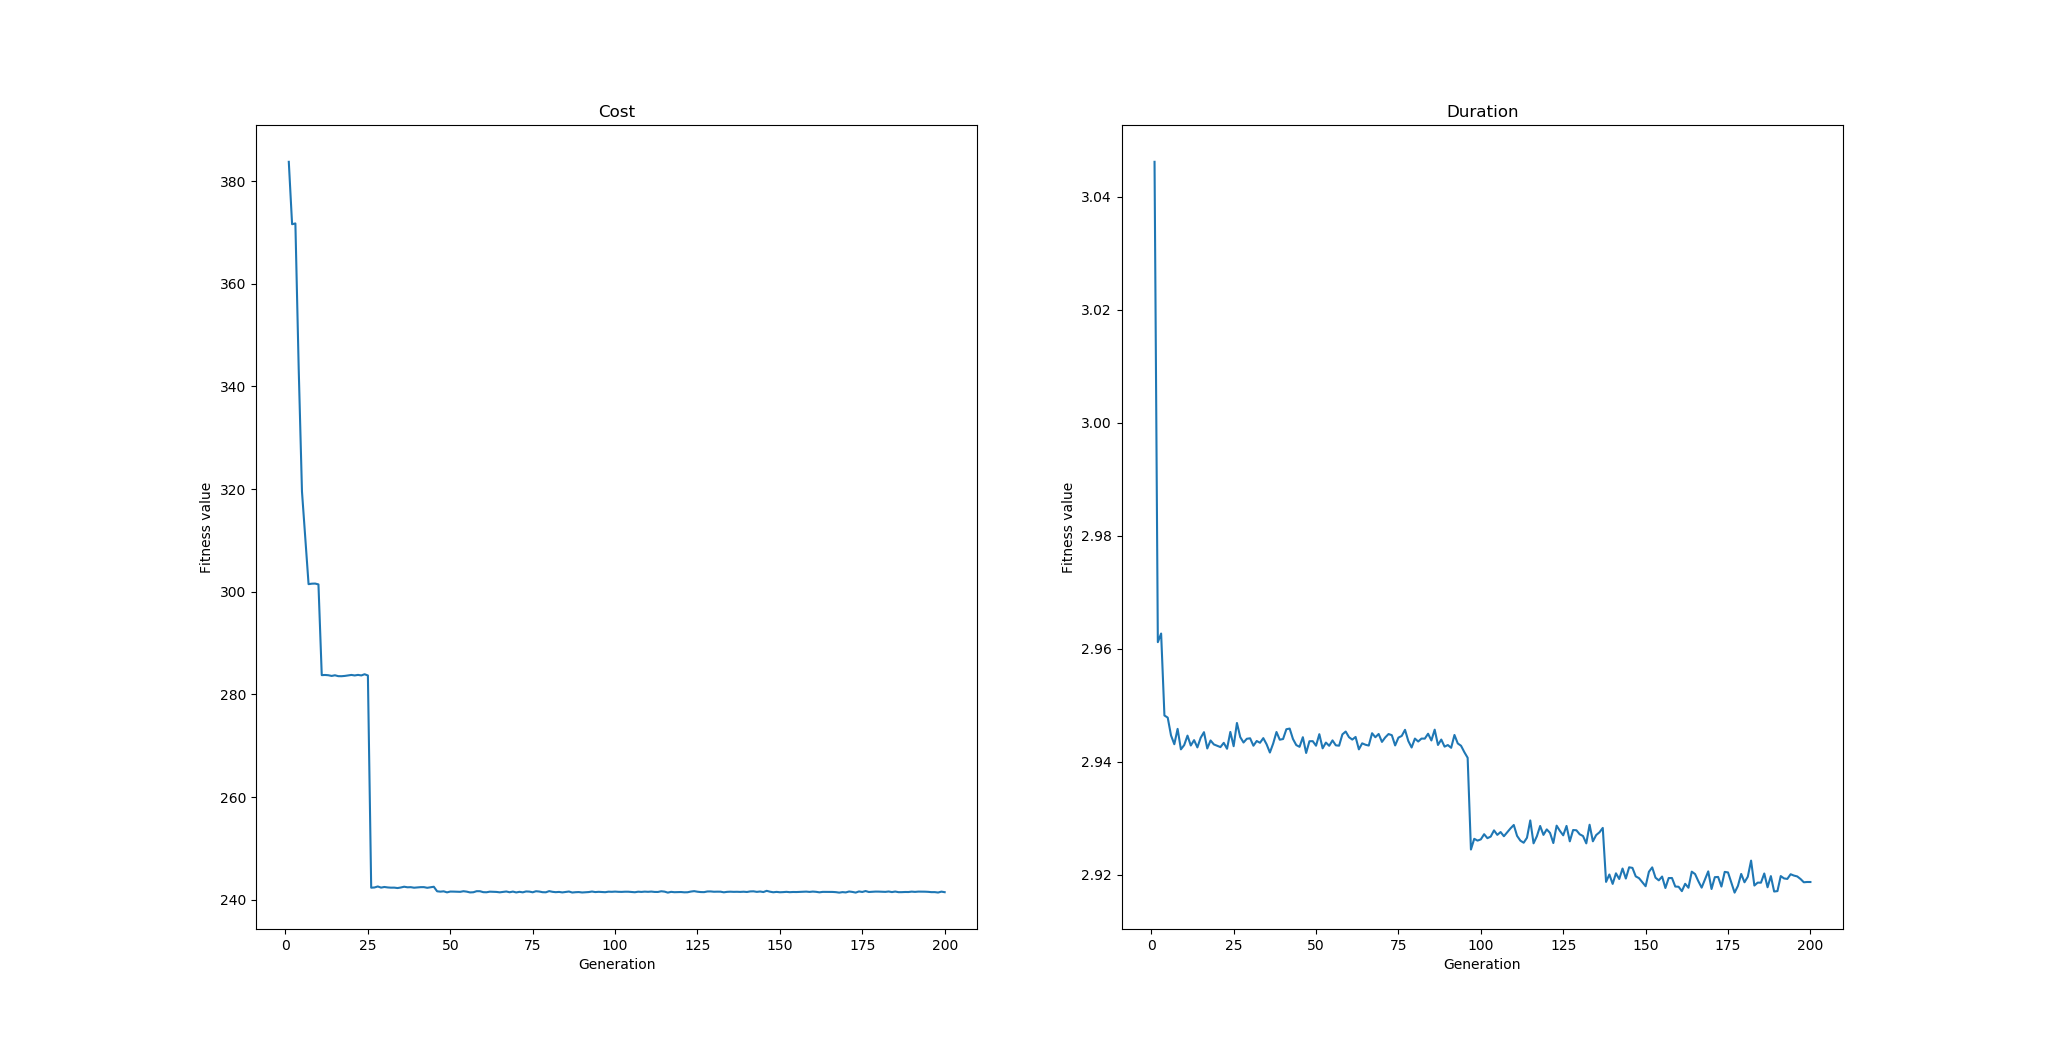 Cost
380
360
340
320
300
280
260
240
Fitness value
0 25 50 75 100 125 150 175 200
Generation
Duration
3.04
3.02
3.00
2.98
2.96
2.94
2.92
Fitness value
0 25 50 75 100 125 150 175 200
Generation